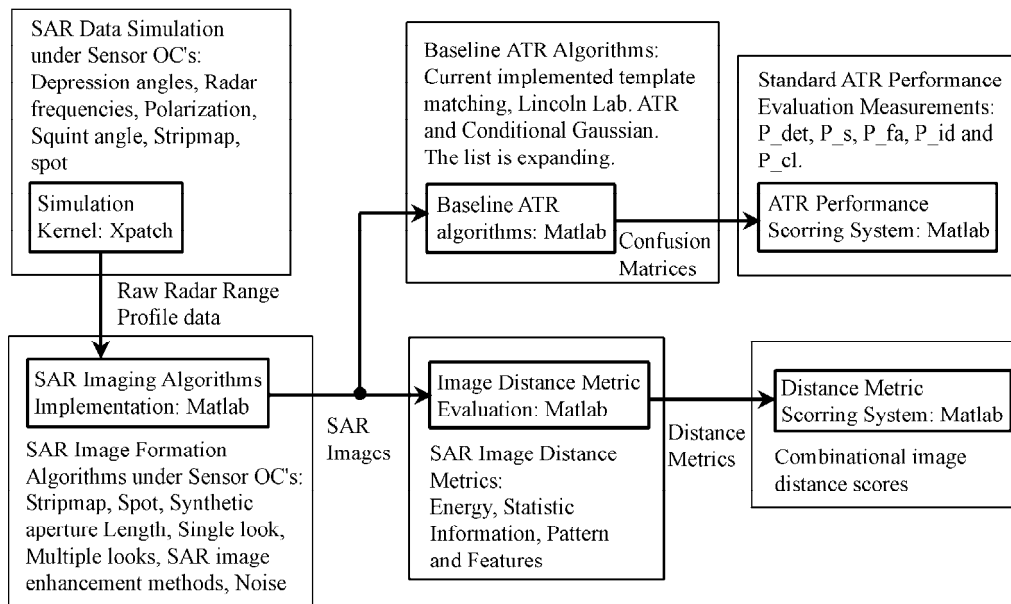 SAR Data Simulation
under Sensor OC's:
Depression angles, Radar
frequencies, Polarization,
Squint angle, Stripmap,
spot
Simulation
Kernel: Xpatch
Raw Radar Range
Profile data
SAR Imaging Algorithms
Implementation: Matlab
SAR Image Formation
Algorithms under Sensor OC's:
Stripmap, Spot, Synthetic
aperture Length, Single look,
Multiple looks, SAR image
enhancement methods, Noise
SAR
Images
Baseline ATR Algorithms:
Current implemented template
matching, Lincoln Lab. ATR
and Conditional Gaussian.
The list is expanding.
Baseline ATR
algorithms: Matlab
Confusion
Matrices
Standard ATR Performance
Evaluation Measurements:
P_det, P_s, P_fa, P_id and
P_cl.
ATR Performance
Scorring System: Matlab
Image Distance Metric
Evaluation: Matlab
SAR Image Distance
Metrics:
Energy, Statistic
Information, Pattern
and Features
Distance
Metrics
Distance Metric
Scorring System: Matlab
Combinational image
distance scores